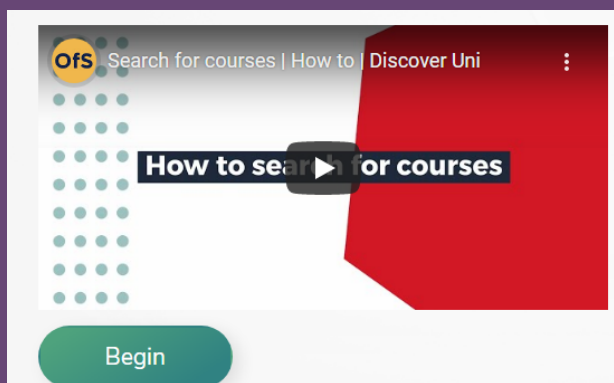 OfS Search for courses | How to | Discover Uni
How to search for courses
Begin